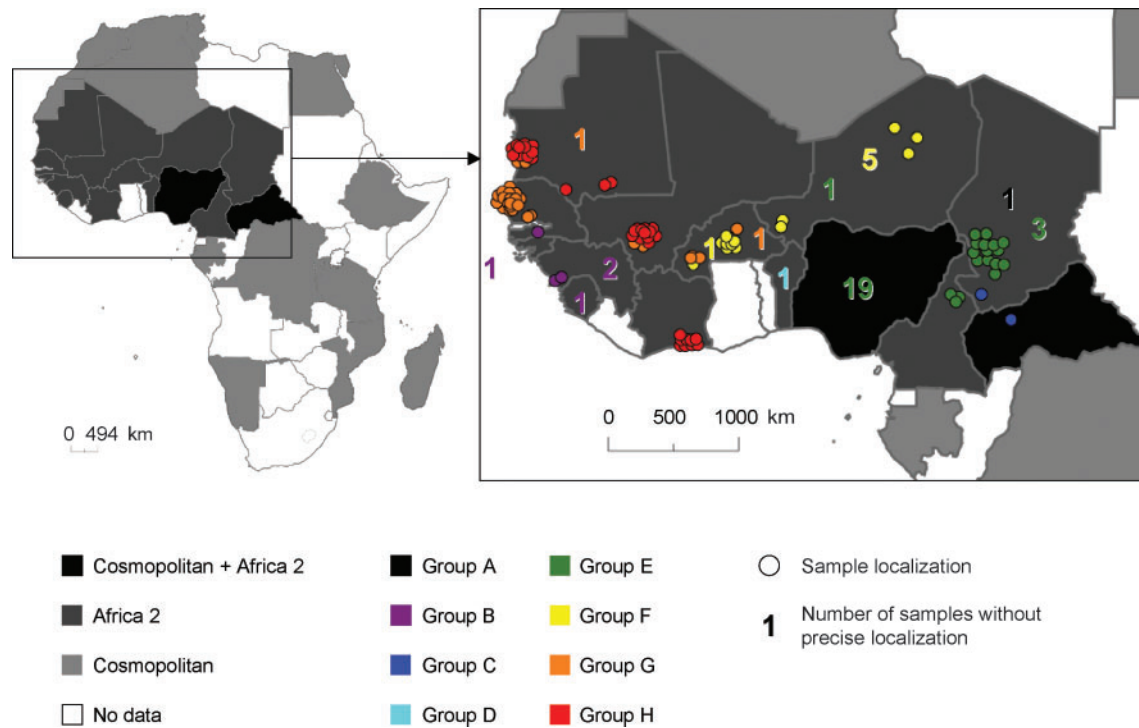 0 494 km
1
5
1
1
3
1
1
1
2
1
1
19
0 500 1000 km
Cosmopolitan + Africa 2
Group A
Group E
Sample localization
Africa 2
Group B
Group F
1
Number of samples without
precise localization
Cosmopolitan
Group C
Group G
No data
Group D
Group H